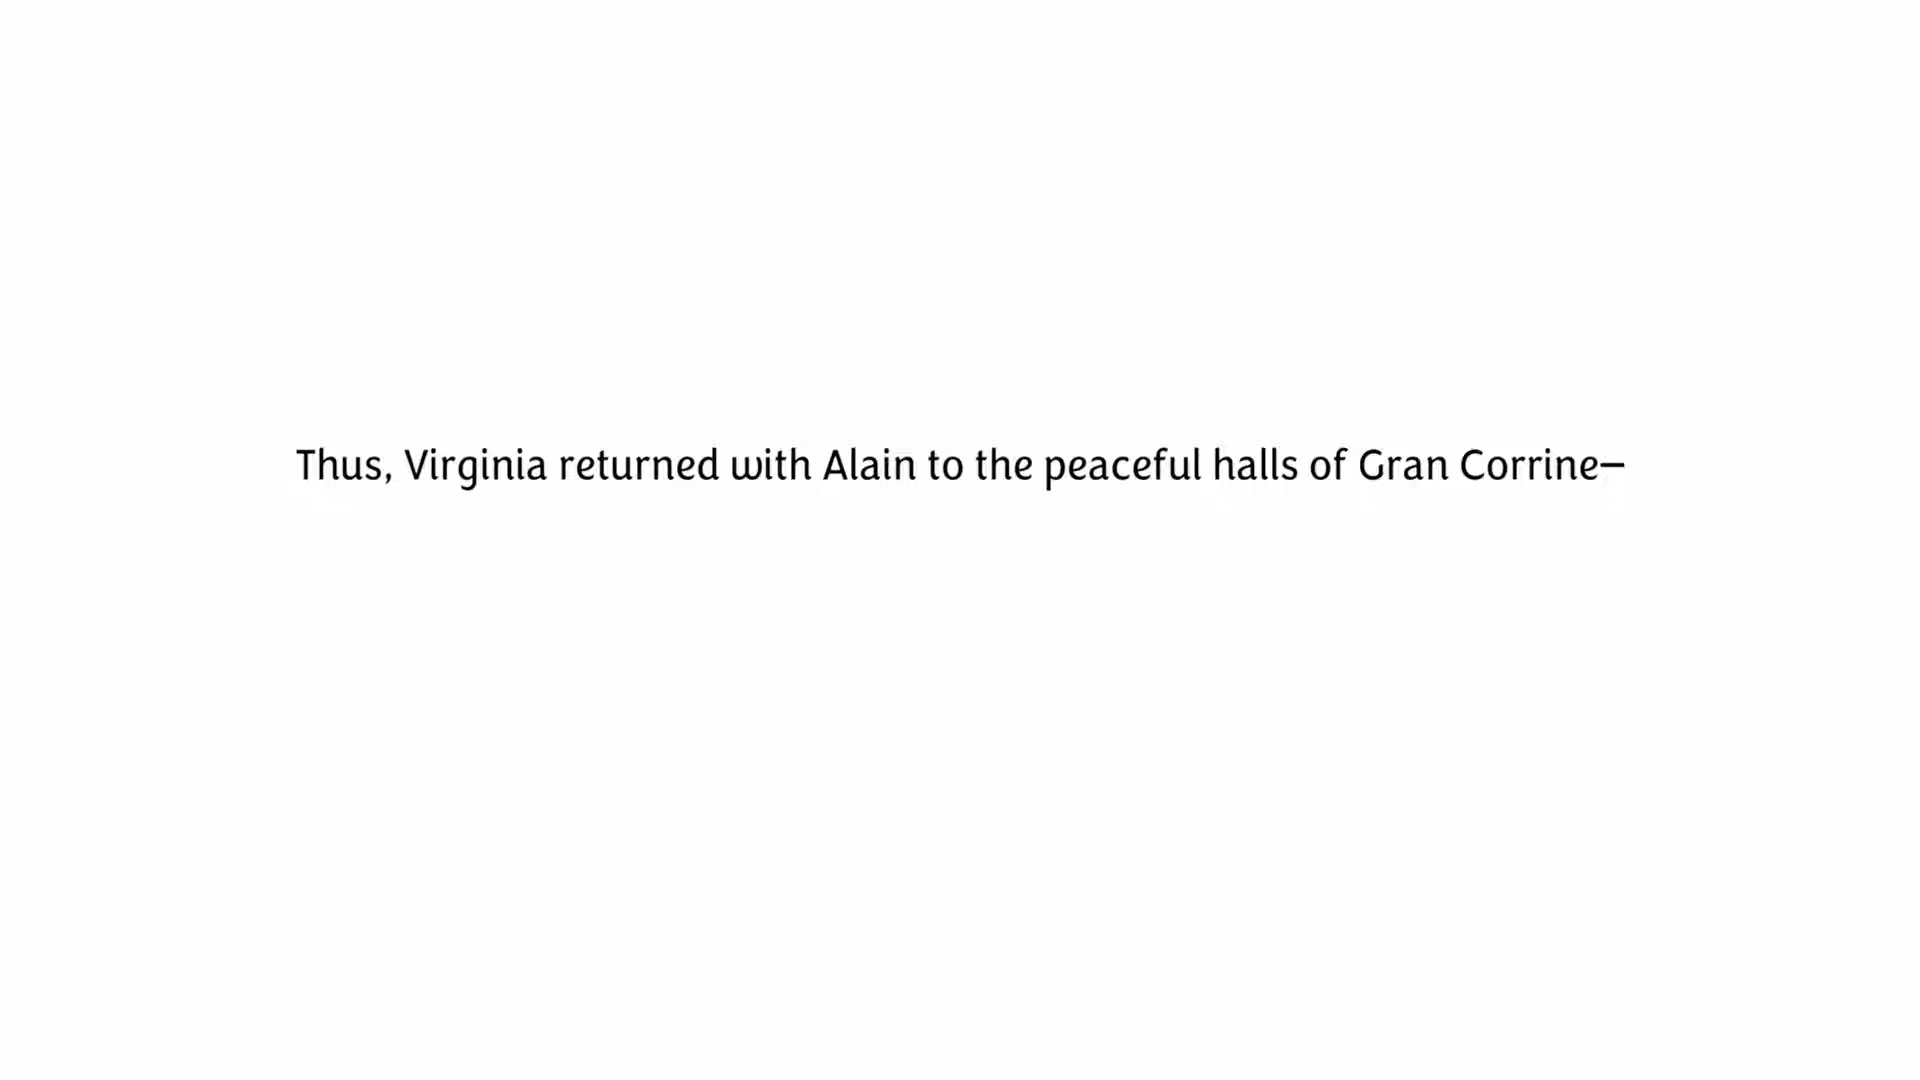 Thus, Virginia returned with Alain to the peaceful halls of Gran Corrine—